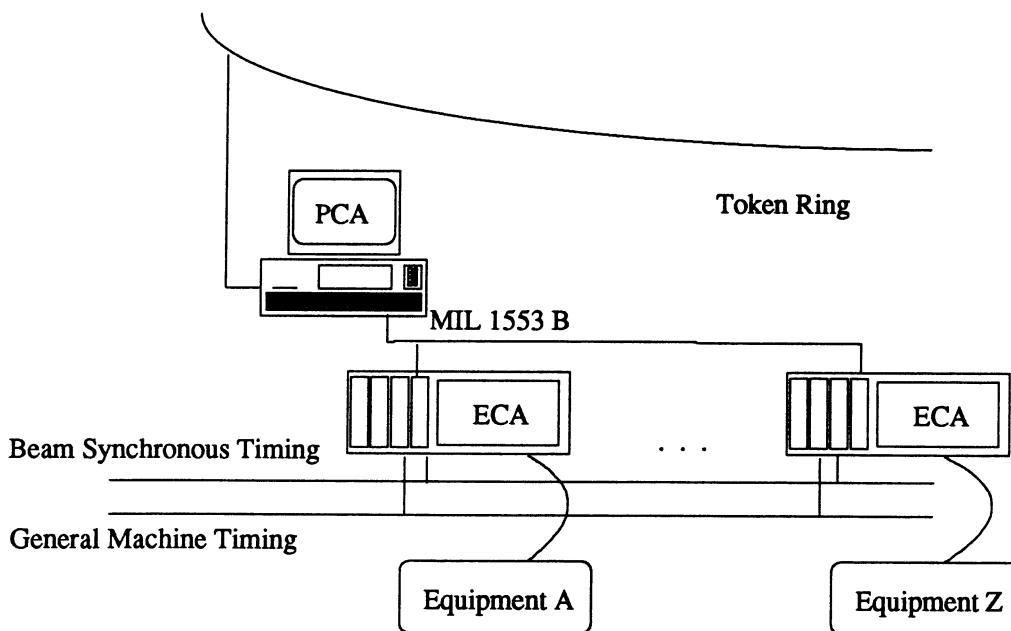 Token Ring
PCA
MIL 1553 B
ECA
ECA
Beam Synchronous Timing
. . .
General Machine Timing
Equipment A
Equipment Z